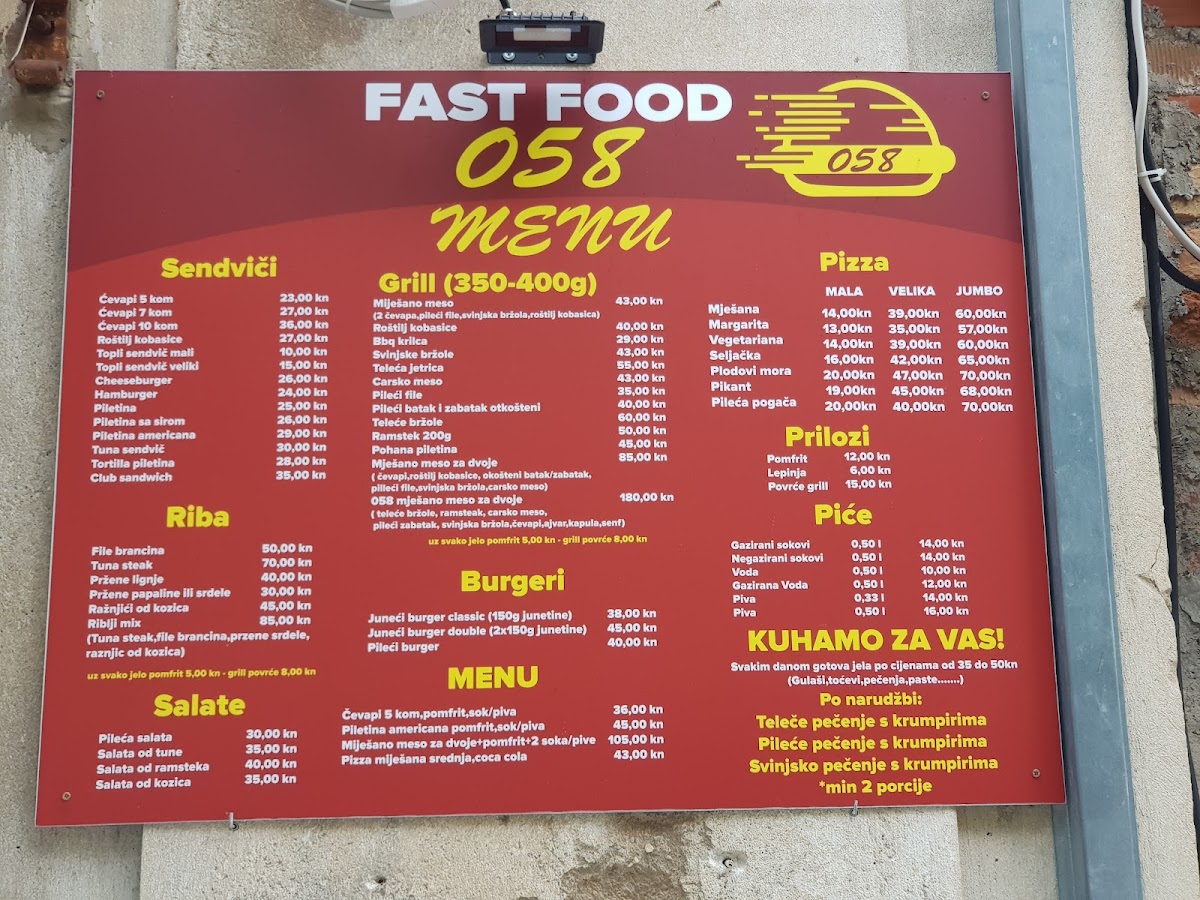 FAST FOOD
058
MENU
058
Sendviči
Ćevapi 5 kom 23,00 kn
Ćevapi 7 kom 27,00 kn
Ćevapi 10 kom 36,00 kn
Roštilj kobasice 27,00 kn
Topli sendvič mali 10,00 kn
Topli sendvič veliki 15,00 kn
Cheeseburger 26,00 kn
Hamburger 24,00 kn
Piletina 25,00 kn
Piletina sa sirom 26,00 kn
Piletina americana 29,00 kn
Tuna sendvič 30,00 kn
Tortilla piletina 28,00 kn
Club sandwich 35,00 kn
Riba
File brancina 50,00 kn
Tuna steak 70,00 kn
Pržene lignje 40,00 kn
Pržene papaline ili srdele 30,00 kn
Ražnjići od kozica 45,00 kn
Riblji mix 85,00 kn
(Tuna steak,file brancina,przene srdele,
raznjic od kozica)
uz svako jelo pomfrit 5,00 kn - grill povrće 8,00 kn
Salate
Pileća salata 30,00 kn
Salata od tune 35,00 kn
Salata od ramsteka 40,00 kn
Salata od kozica 35,00 kn
Grill (350-400g)
Miješano meso 43,00 kn
(2 čevapa,pileći file,svinjska bržola,roštilj kobasica)
Roštilj kobasice 40,00 kn
Bbq krilca 29,00 kn
Svinjske bržole 43,00 kn
Teleća jetrica 55,00 kn
Carsko meso 43,00 kn
Pileći file 35,00 kn
Pileći batak i zabatak otkošteni 40,00 kn
Teleće bržole 60,00 kn
Ramstek 200g 50,00 kn
Pohana piletina 45,00 kn
Mješano meso za dvoje 85,00 kn
( ćevapi,roštilj kobasice, okošteni batak/zabatak,
pilleći file,svinjska bržola,carsko meso)
058 mješano meso za dvoje 180,00 kn
( teleće bržole, ramsteak, carsko meso,
pileći zabatak, svinjska bržola,čevapi,ajvar,kapula,senf)
uz svako jelo pomfrit 5,00 kn - grill povrće 8,00 kn
Burgeri
Juneći burger classic (150g junetine) 38,00 kn
Juneći burger double (2x150g junetine) 45,00 kn
Pileći burger 40,00 kn
MENU
Čevapi 5 kom,pomfrit,sok/piva 36,00 kn
Piletina americana pomfrit,sok/piva 45,00 kn
Miješano meso za dvoje+pomfrit+2 soka/pive 105,00 kn
Pizza miješana srednja,coca cola 43,00 kn
Pizza
MALA VELIKA JUMBO
Mješana 14,00kn 39,00kn 60,00kn
Margarita 13,00kn 35,00kn 57,00kn
Vegetariana 14,00kn 39,00kn 60,00kn
Seljačka 16,00kn 42,00kn 65,00kn
Plodovi mora 20,00kn 47,00kn 70,00kn
Pikant 19,00kn 45,00kn 68,00kn
Pileća pogača 20,00kn 40,00kn 70,00kn
Prilozi
Pomfrit 12,00 kn
Lepinja 6,00 kn
Povrće grill 15,00 kn
Piće
Gazirani sokovi 0,50 l 14,00 kn
Negazirani sokovi 0,50 l 14,00 kn
Voda 0,50 l 10,00 kn
Gazirana Voda 0,50 l 12,00 kn
Piva 0,33 l 14,00 kn
Piva 0,50 l 16,00 kn
KUHAMO ZA VAS!
Svakim danom gotova jela po cijenama od 35 do 50kn
(Gulaši,toćevi,pečenja,paste.......)
Po narudžbi:
Teleče pečenje s krumpirima
Pileće pečenje s krumpirima
Svinjsko pečenje s krumpirima
*min 2 porcije